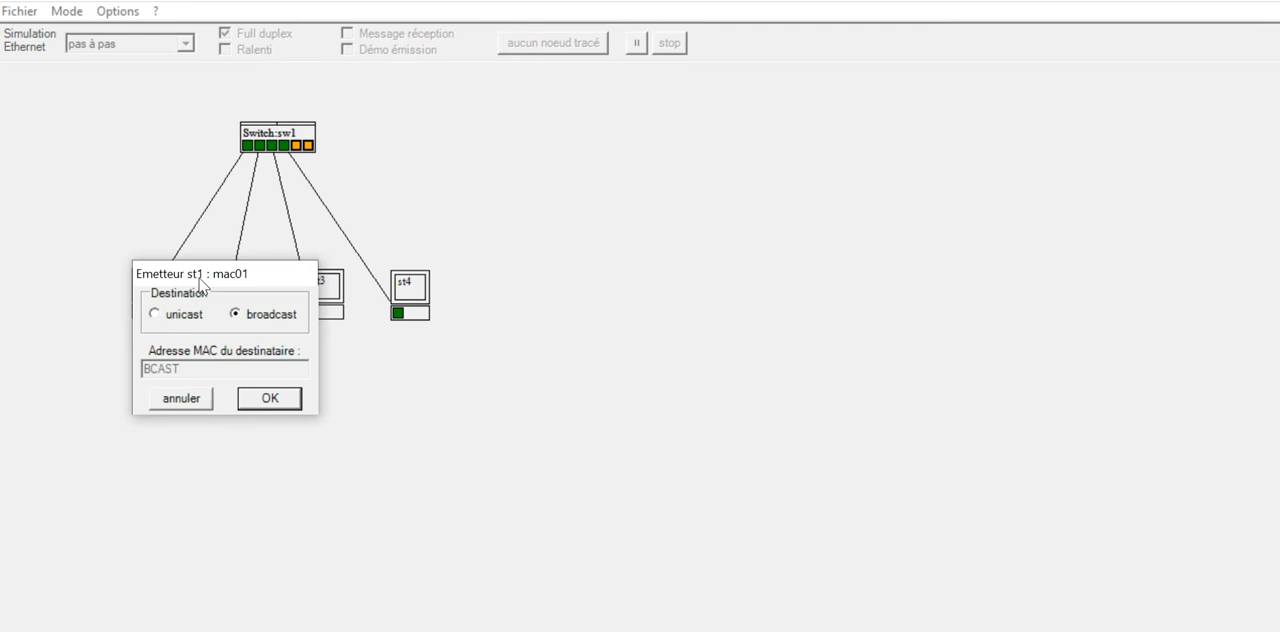 Fichier Mode Options ?
Simulation
Ethernet
pas à pas
Full duplex
Ralenti
Message réception
Démo émission
aucun noeud tracé
stop
Switch:sw1
Emetteur st1 : mac01
Destination
unicast
broadcast
Adresse MAC du destinataire :
BCAST
annuler
OK
st4